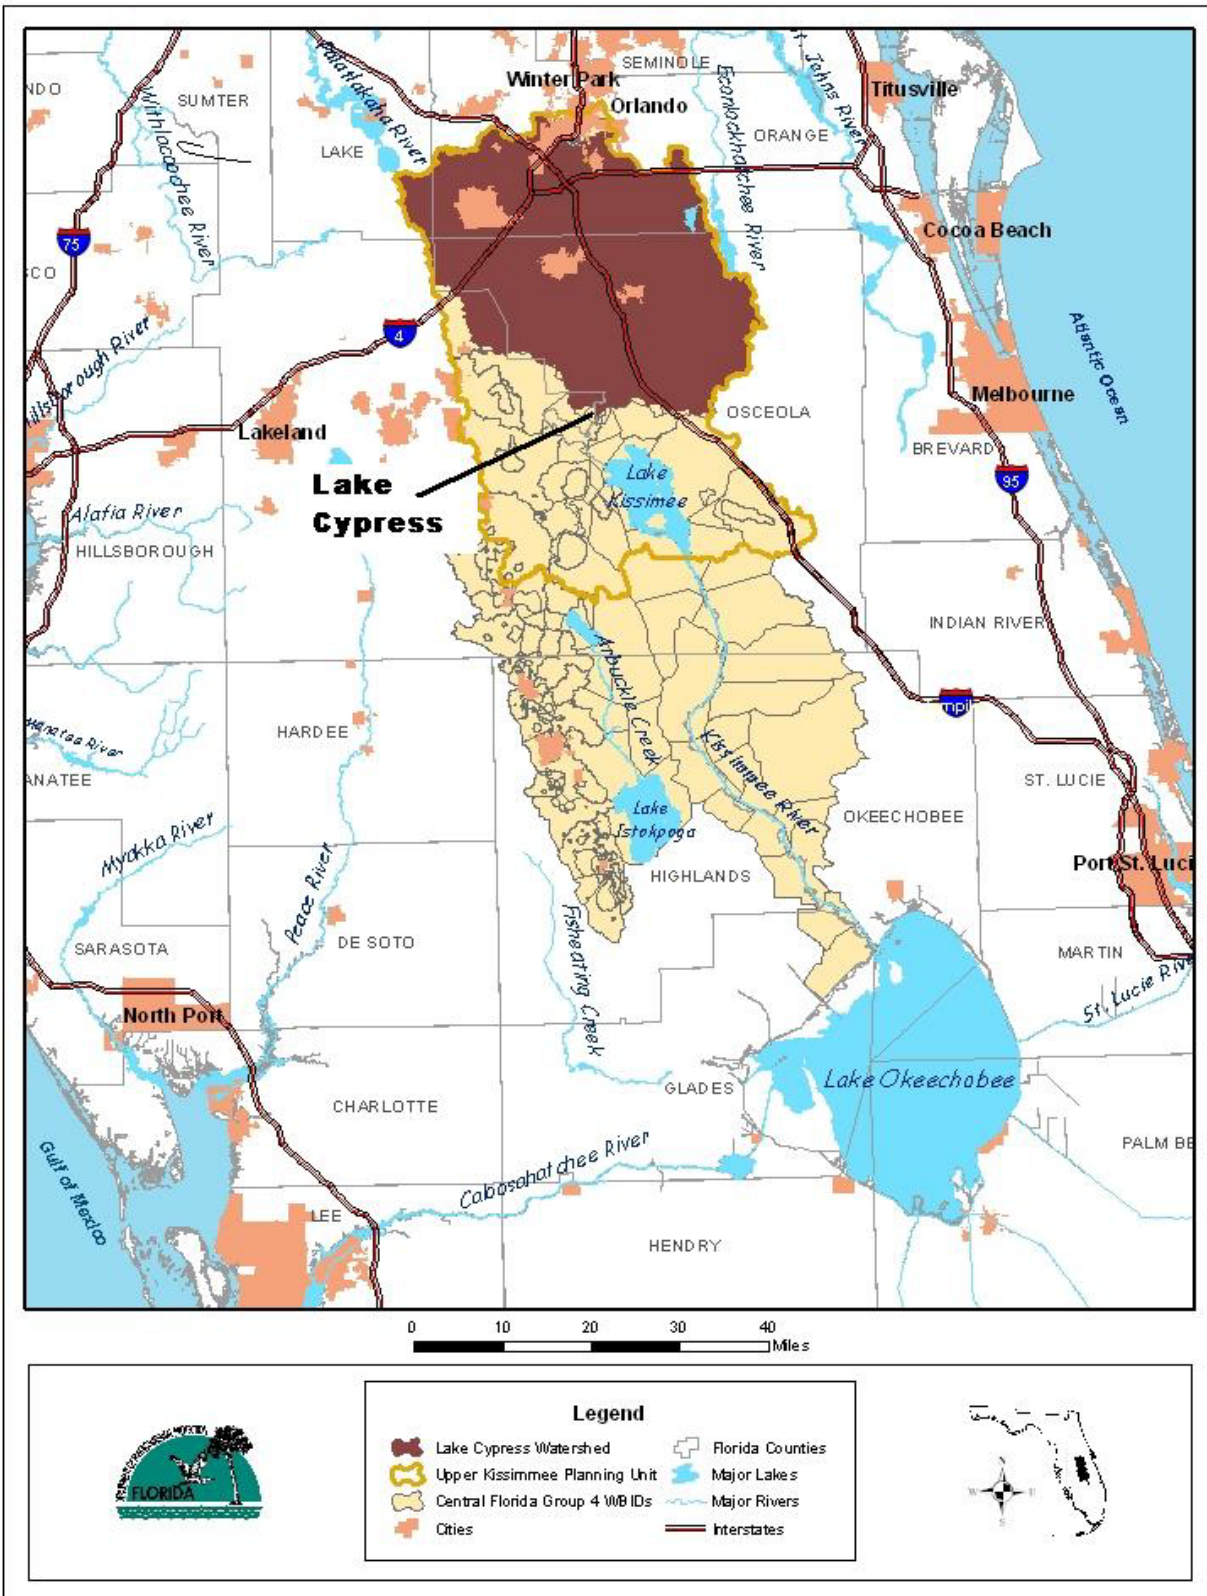 NDO
SUMTER
Withlacoochee River
Palatlakaha River
LAKE
Winter Park
SEMINOLE
Orlando
Econlockhatchee River
St. Johns River
ORANGE
Titusville
75
SCO
Cocoa Beach
4
Hillsborough River
Atlantic Ocean
Melbourne
OSCEOLA
Lakeland
BREVARD
Lake
Cypress
Lake
Kissimee
95
Alafia River
HILLSBOROUGH
INDIAN RIVER
Arbuckle Creek
mpi
HARDEE
Kissimmee River
Manatee River
ANATEE
ST. LUCIE
Myakka River
Lake
Istokpoga
OKEECHOBEE
Port St. Luci
HIGHLANDS
Peace River
Fisheating Creek
DE SOTO
SARASOTA
MARTIN
St. Lucie Rive
North Port
Lake Okeechobee
GLADES
CHARLOTTE
PALM BE
Gulf of Mexico
Caloosahatchee River
LEE
HENDRY
0 10 20 30 40
Miles
Legend
Lake Cypress Watershed
Upper Kissimmee Planning Unit
Central Florida Group 4 WBIDs
Cities
Florida Counties
Major Lakes
Major Rivers
Interstates
FLORIDA
N
W E
S